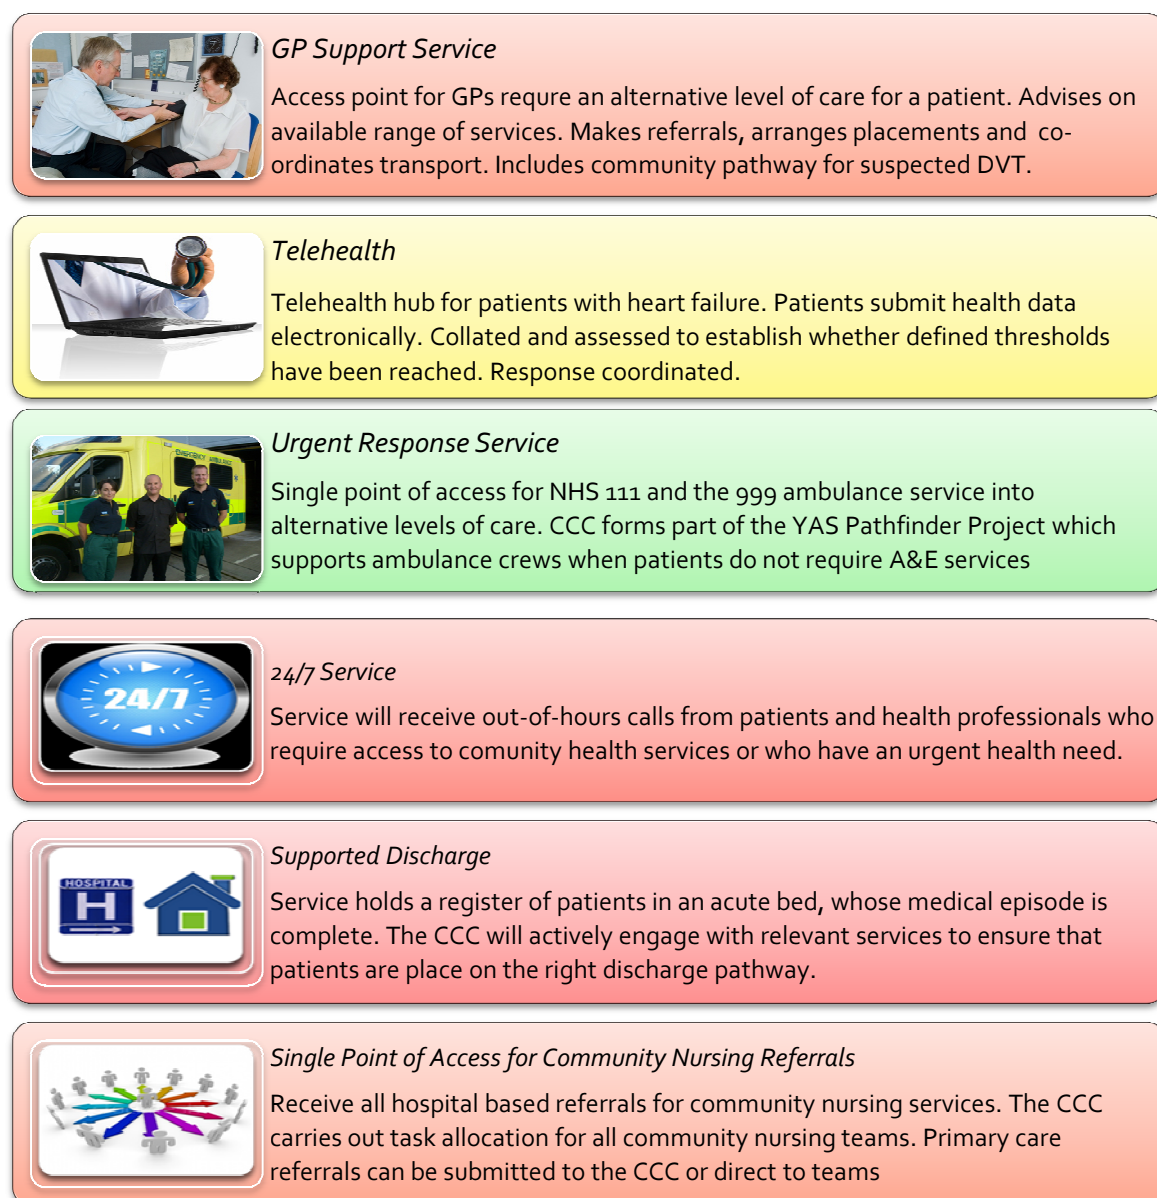 GP Support Service
Access point for GPs requre an alternative level of care for a patient. Advises on
available range of services. Makes referrals, arranges placements and co-
ordinates transport. Includes community pathway for suspected DVT.
Telehealth
Telehealth hub for patients with heart failure. Patients submit health data
electronically. Collated and assessed to establish whether defined thresholds
have been reached. Response coordinated.
EMERGENCY AMBULANCE
Urgent Response Service
Single point of access for NHS 111 and the 999 ambulance service into
alternative levels of care. CCC forms part of the YAS Pathfinder Project which
supports ambulance crews when patients do not require A&E services
24/7
24/7 Service
Service will receive out-of-hours calls from patients and health professionals who
require access to comunity health services or who have an urgent health need.
HOSPITAL
H
Supported Discharge
Service holds a register of patients in an acute bed, whose medical episode is
complete. The CCC will actively engage with relevant services to ensure that
patients are place on the right discharge pathway.
Single Point of Access for Community Nursing Referrals
Receive all hospital based referrals for community nursing services. The CCC
carries out task allocation for all community nursing teams. Primary care
referrals can be submitted to the CCC or direct to teams